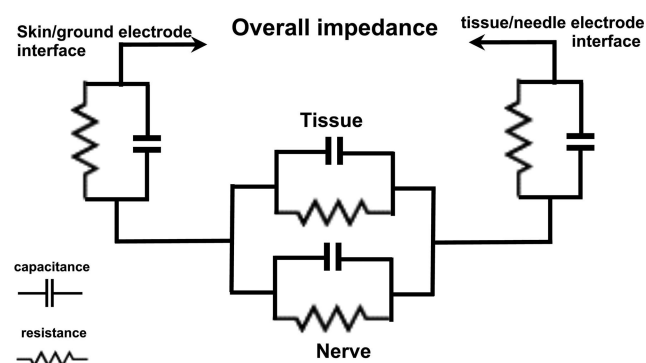 Overall impedance
Skin/ground electrode
interface
tissue/needle electrode
interface
Tissue
Nerve
capacitance
resistance